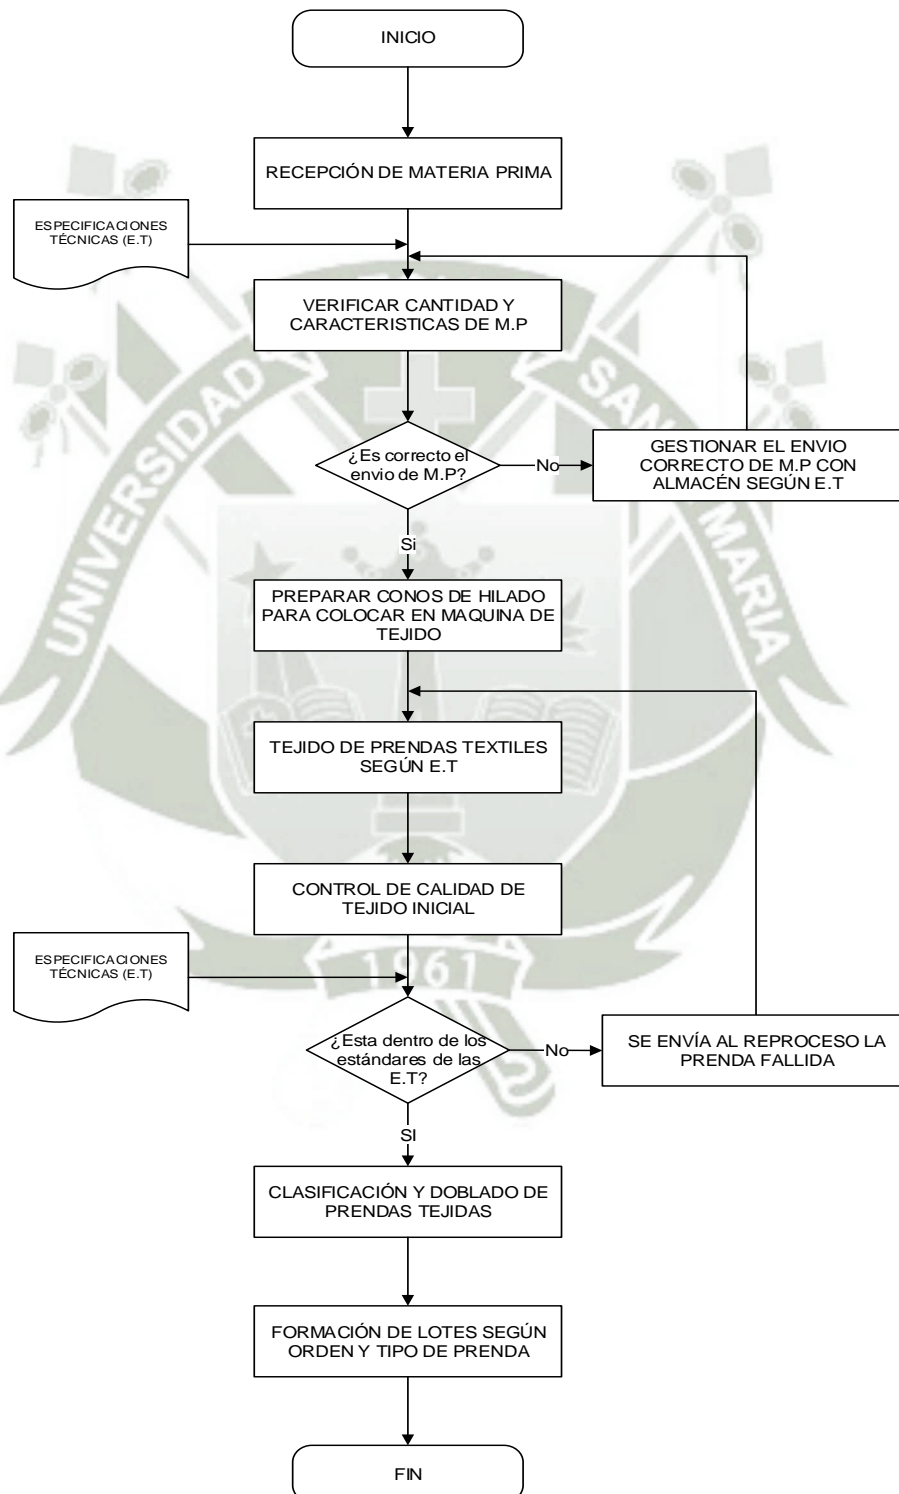 INICIO
RECEPCIÓN DE MATERIA PRIMA
ESPECIFICACIONES
TÉCNICAS (E.T)
VERIFICAR CANTIDAD Y
CARACTERISTICAS DE M.P
¿Es correcto el
envio de M.P?
No
GESTIONAR EL ENVIO
CORRECTO DE M.P CON
ALMACÉN SEGÚN E.T
Si
PREPARAR CONOS DE HILADO
PARA COLOCAR EN MAQUINA DE
TEJIDO
TEJIDO DE PRENDAS TEXTILES
SEGÚN E.T
CONTROL DE CALIDAD DE
TEJIDO INICIAL
ESPECIFICACIONES
TÉCNICAS (E.T)
¿Esta dentro de los
estándares de las
E.T?
No
SE ENVÍA AL REPROCESO LA
PRENDA FALLIDA
SI
CLASIFICACIÓN Y DOBLADO DE
PRENDAS TEJIDAS
FORMACIÓN DE LOTES SEGÚN
ORDEN Y TIPO DE PRENDA
FIN
UNIVERSIDAD
MARIA
1961